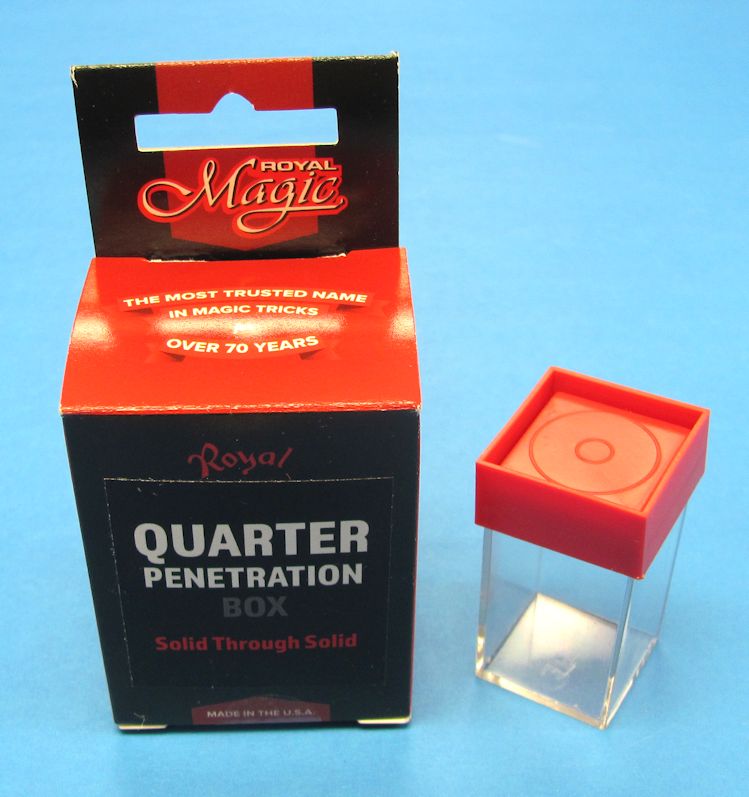 ROYAL
Magic
THE MOST TRUSTED NAME
IN MAGIC TRICKS
OVER 70 YEARS
Royal
QUARTER
PENETRATION
BOX
Solid Through Solid
MADE IN THE U.S.A.